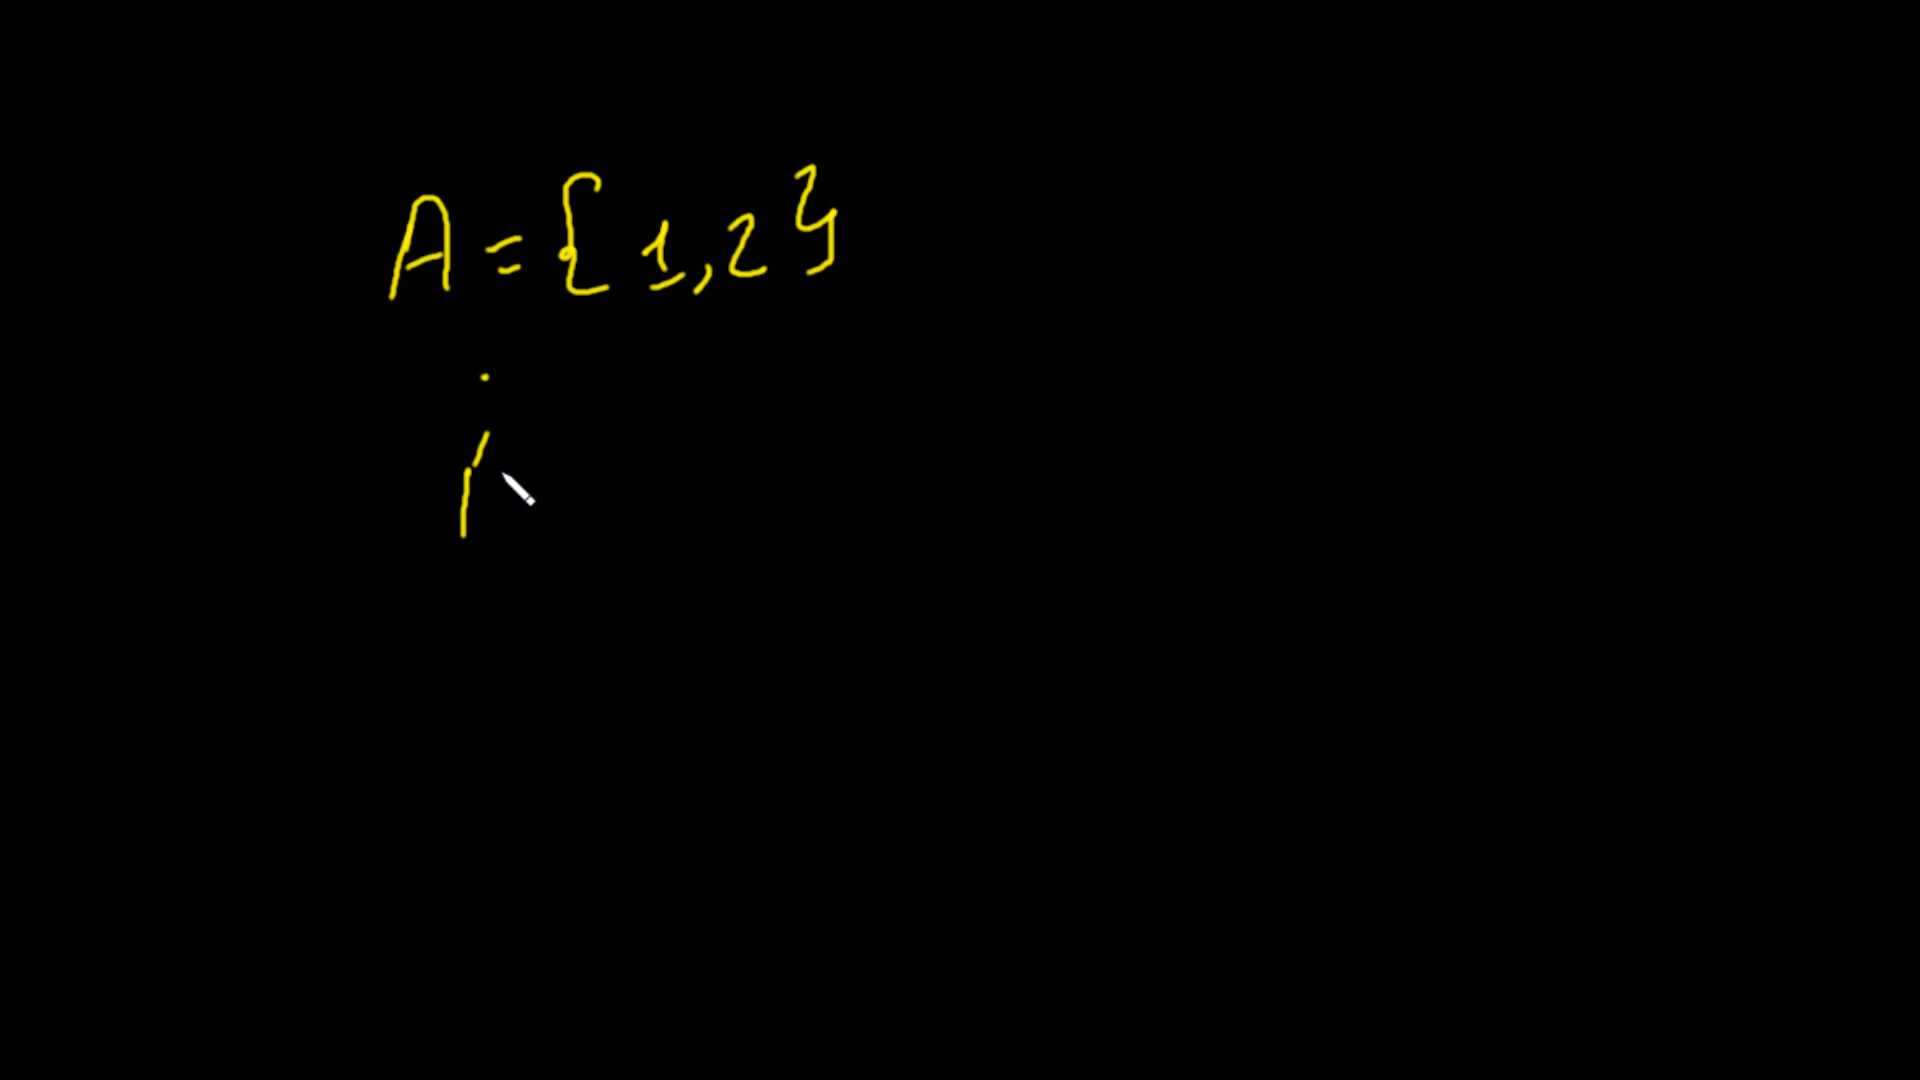 A = { 1, 2 }